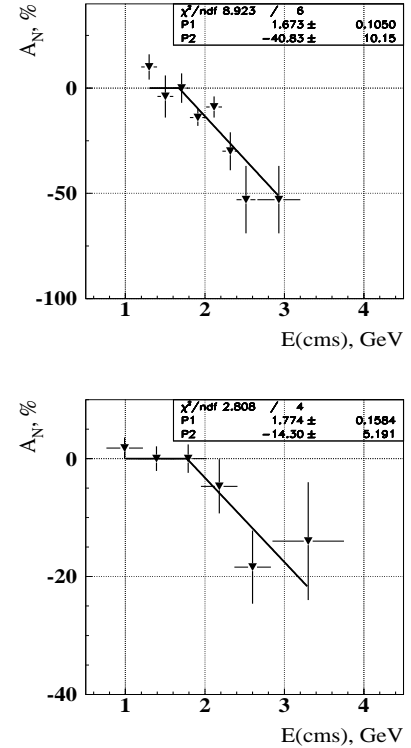 A_N, %
χ²/ndf 8.923 / 6
P1 1.673 ± 0.1050
P2 -40.83 ± 10.15
0
-50
-100
1 2 3 4
E(cms), GeV
A_N, %
χ²/ndf 2.808 / 4
P1 1.774 ± 0.1584
P2 -14.30 ± 5.191
0
-20
-40
1 2 3 4
E(cms), GeV